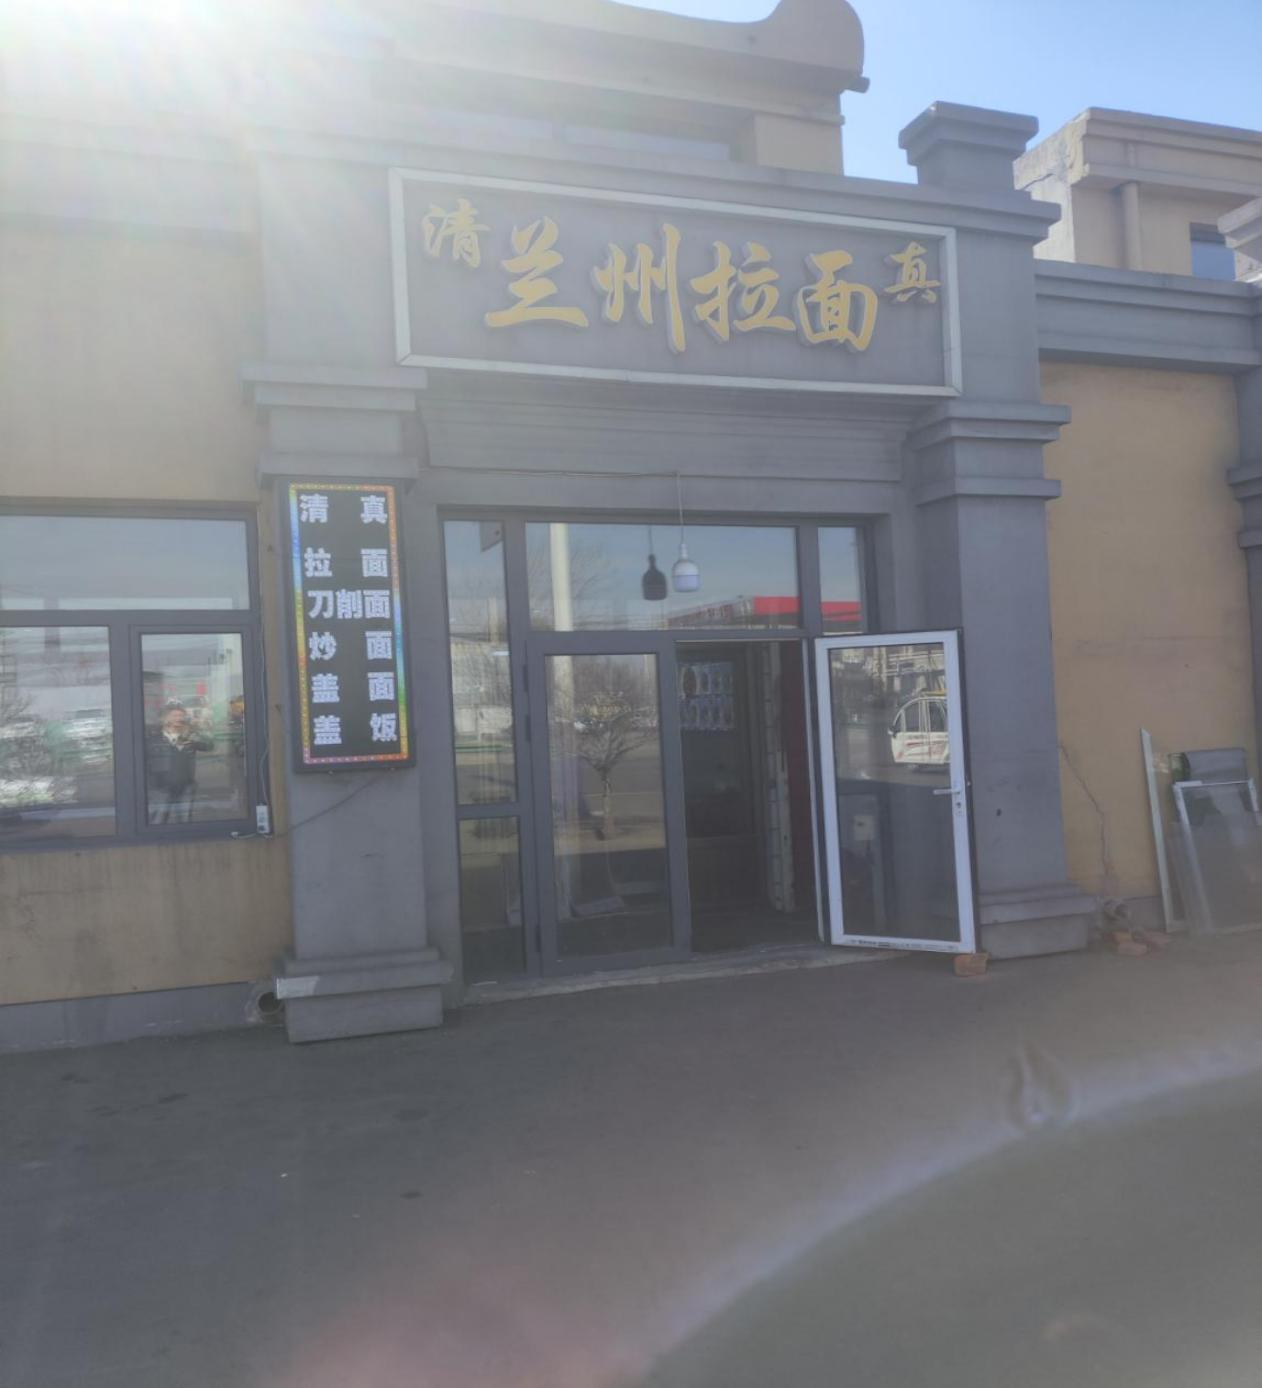 清 兰州拉面 真
清 真
拉 面
刀削面
炒 面
盖 面
盖 饭